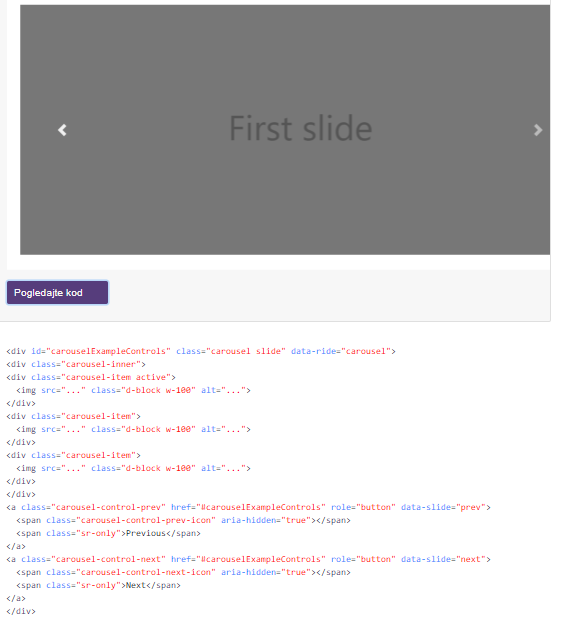 First slide
Pogledajte kod
<div id="carouselExampleControls" class="carousel slide" data-ride="carousel">
<div class="carousel-inner">
<div class="carousel-item active">
  <img src="..." class="d-block w-100" alt="...">
</div>
<div class="carousel-item">
  <img src="..." class="d-block w-100" alt="...">
</div>
<div class="carousel-item">
  <img src="..." class="d-block w-100" alt="...">
</div>
</div>
<a class="carousel-control-prev" href="#carouselExampleControls" role="button" data-slide="prev">
  <span class="carousel-control-prev-icon" aria-hidden="true"></span>
  <span class="sr-only">Previous</span>
</a>
<a class="carousel-control-next" href="#carouselExampleControls" role="button" data-slide="next">
  <span class="carousel-control-next-icon" aria-hidden="true"></span>
  <span class="sr-only">Next</span>
</a>
</div>